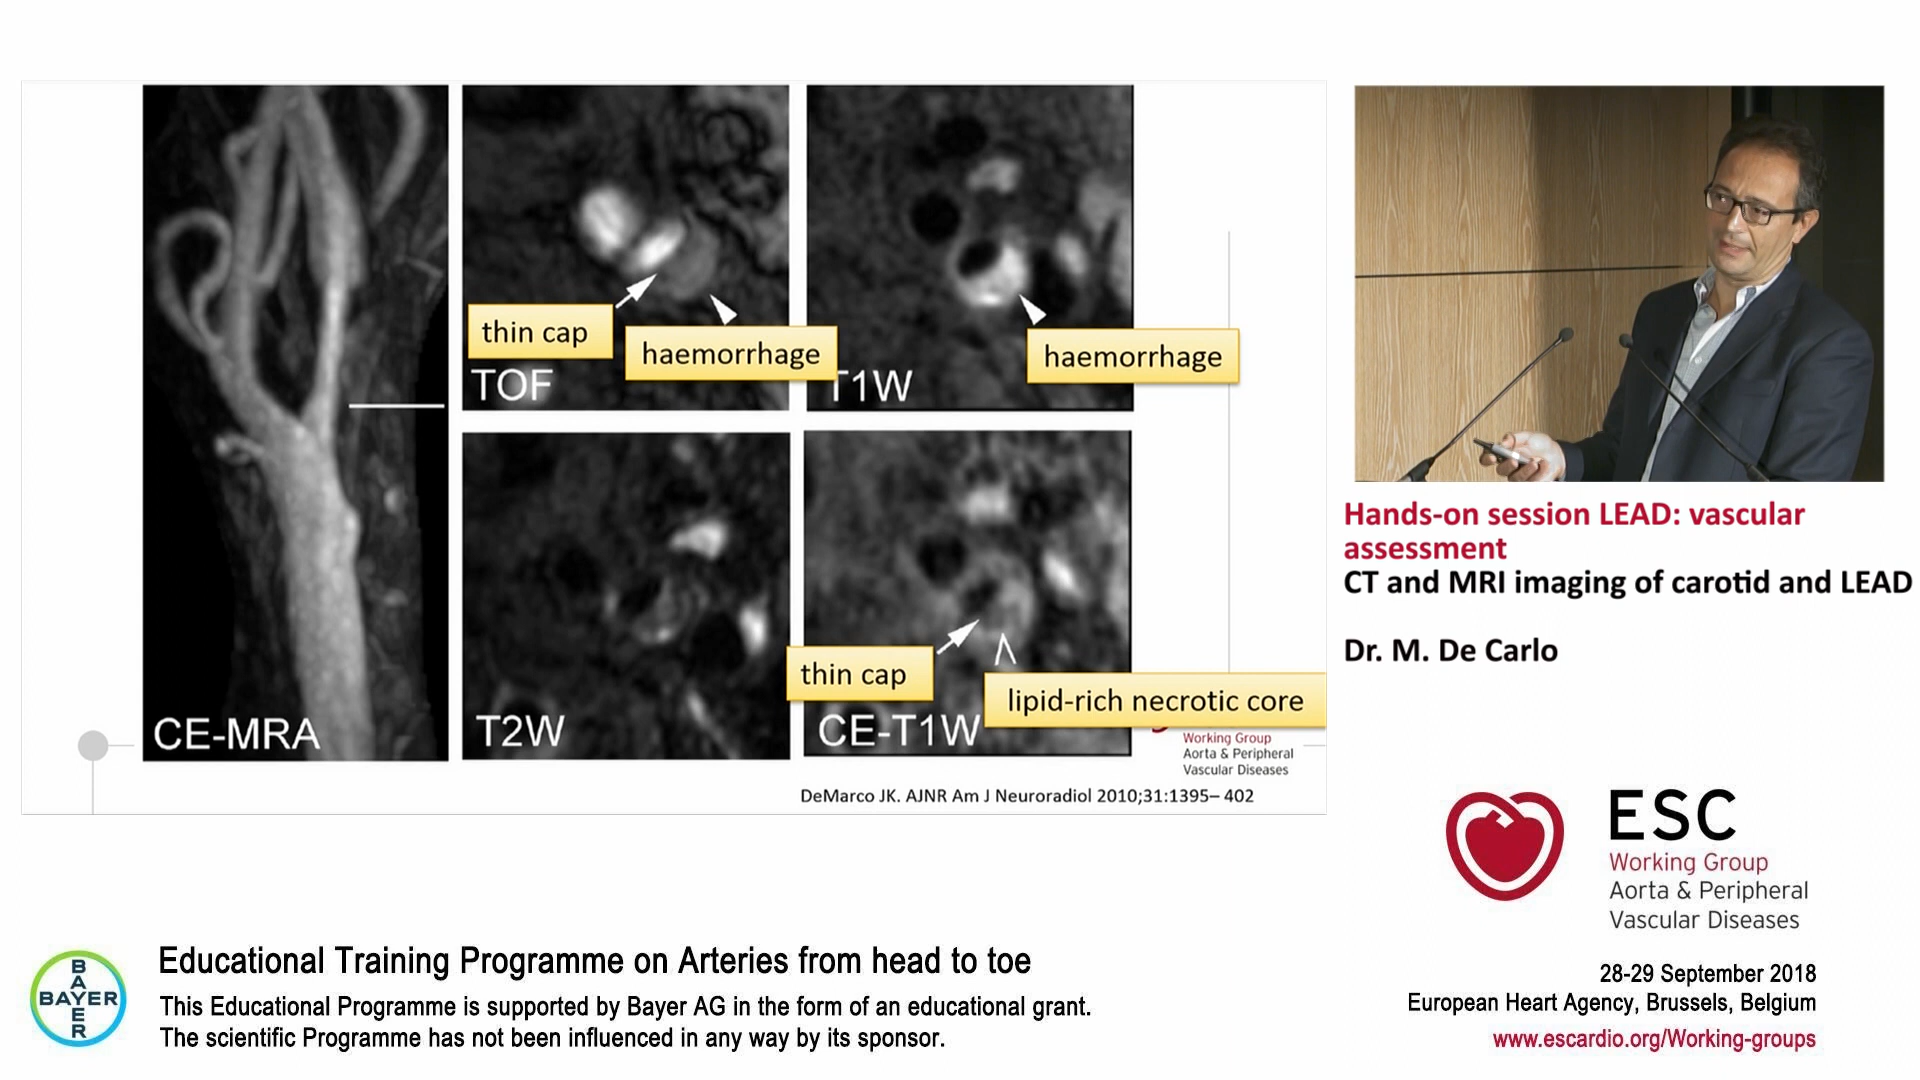 thin cap
haemorrhage
TOF
T1W
haemorrhage
CE-MRA
T2W
thin cap
lipid-rich necrotic core
CE-T1W
Working Group
Aorta & Peripheral
Vascular Diseases
DeMarco JK. AJNR Am J Neuroradiol 2010;31:1395– 402
Hands-on session LEAD: vascular
assessment
CT and MRI imaging of carotid and LEAD
Dr. M. De Carlo
ESC
Working Group
Aorta & Peripheral
Vascular Diseases
BAYER
BAYER
Educational Training Programme on Arteries from head to toe
This Educational Programme is supported by Bayer AG in the form of an educational grant.
The scientific Programme has not been influenced in any way by its sponsor.
28-29 September 2018
European Heart Agency, Brussels, Belgium
www.escardio.org/Working-groups